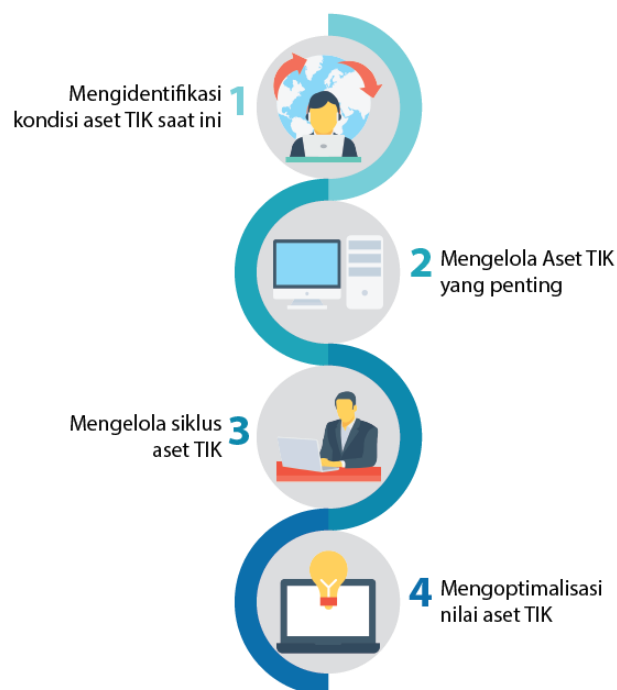 1
Mengidentifikasi
kondisi aset TIK saat ini
2
Mengelola Aset TIK
yang penting
3
Mengelola siklus
aset TIK
4
Mengoptimalisasi
nilai aset TIK